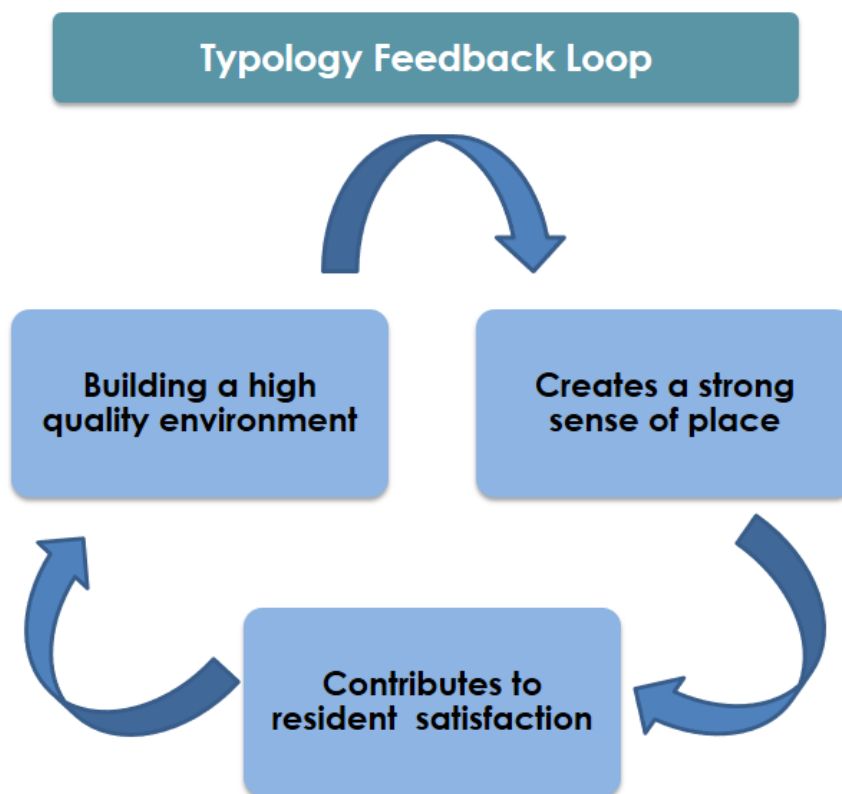 Typology Feedback Loop
Building a high
quality environment
Creates a strong
sense of place
Contributes to
resident satisfaction